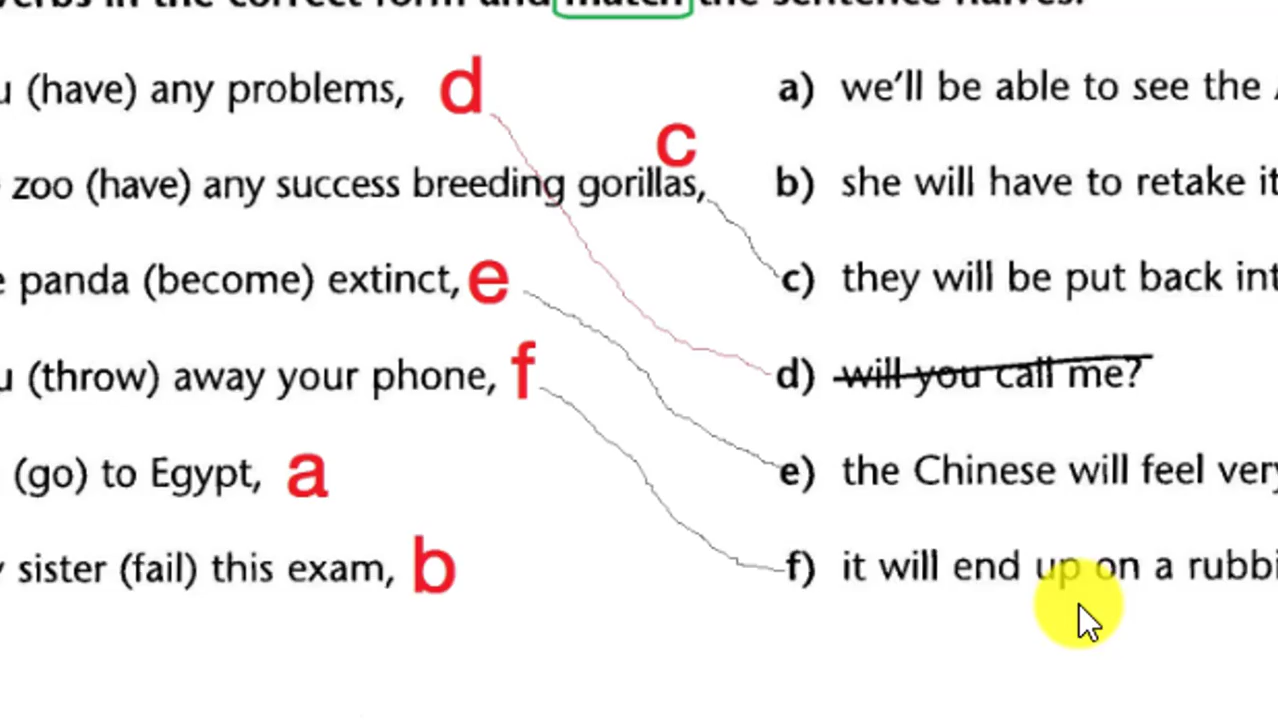 verbs in the correct form and match the sentence halves.
(have) any problems, d
zoo (have) any success breeding gorillas, c
panda (become) extinct, e
(throw) away your phone, f
(go) to Egypt, a
sister (fail) this exam, b
a) we'll be able to see the
b) she will have to retake it
c) they will be put back
d) will you call me?
e) the Chinese will feel
f) it will end up on a